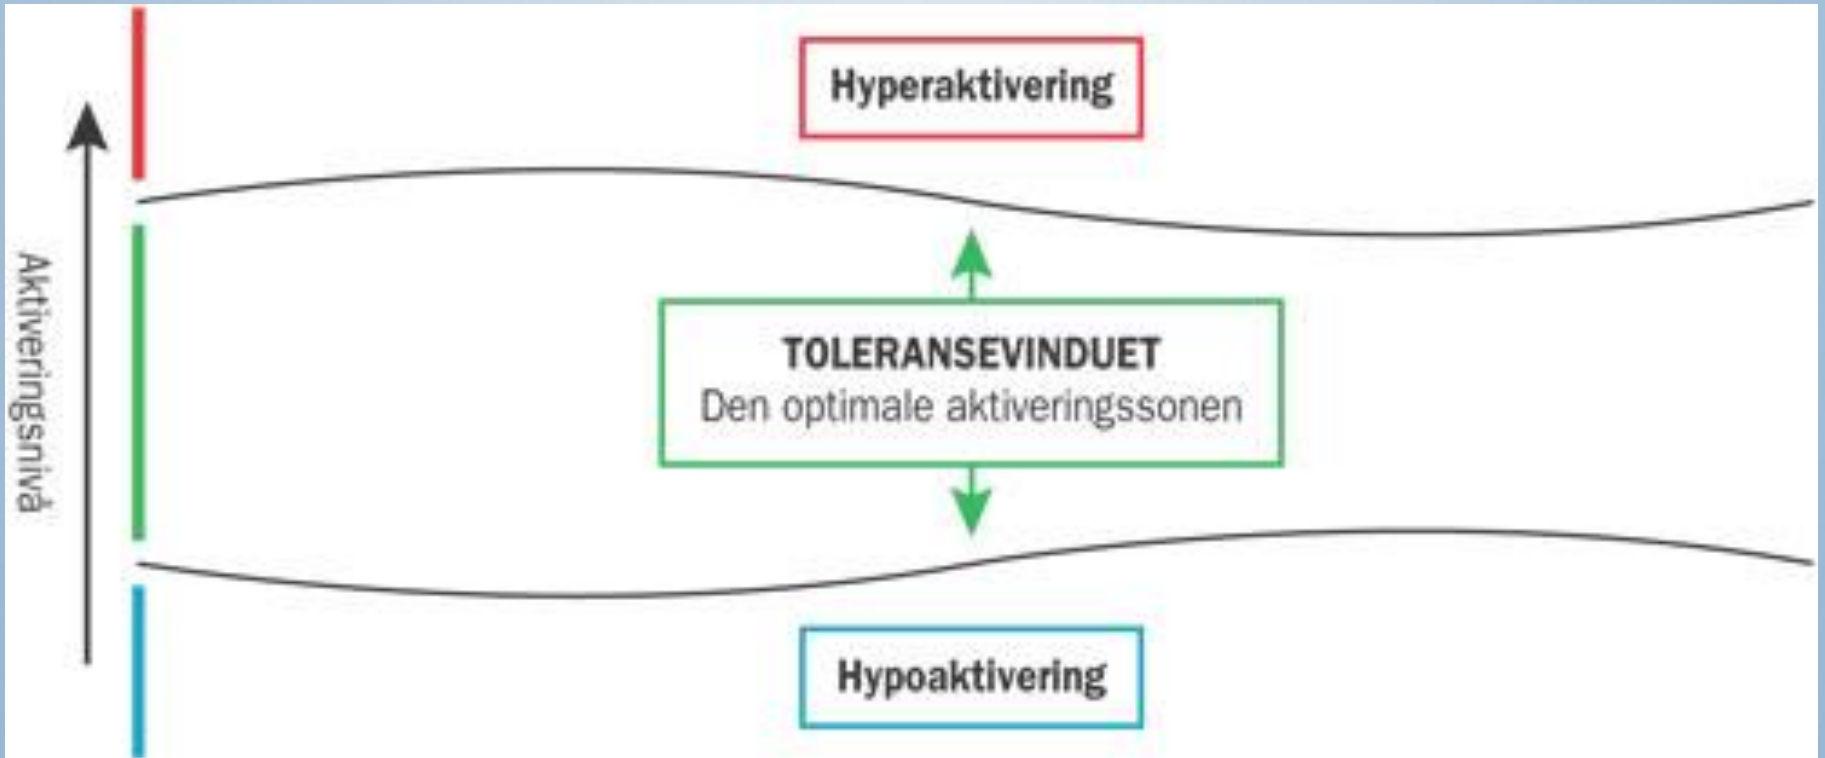 Hyperaktivering
Aktiveringsnivå
TOLERANSEVINDUET
Den optimale aktiveringssonen
Hypoaktivering